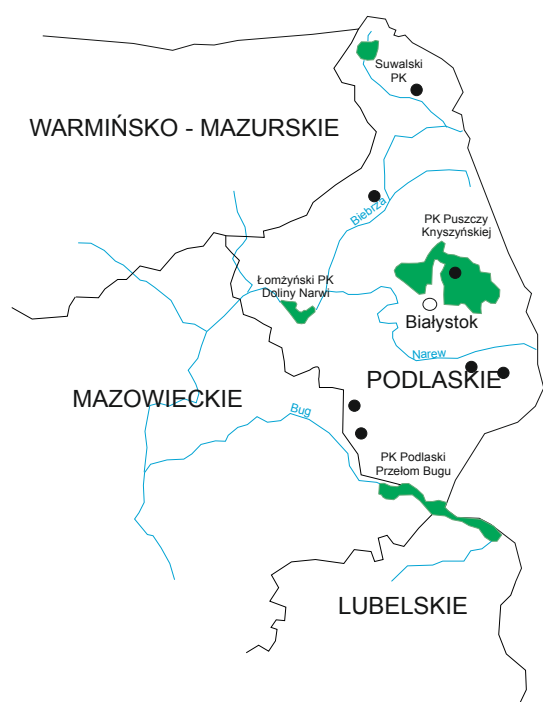 Suwalski
PK
WARMIŃSKO - MAZURSKIE
Biebrza
PK Puszczy
Knyszyńskiej
Łomżyński PK
Doliny Narwi
Białystok
Narew
PODLASKIE
MAZOWIECKIE
Bug
PK Podlaski
Przełom Bugu
LUBELSKIE